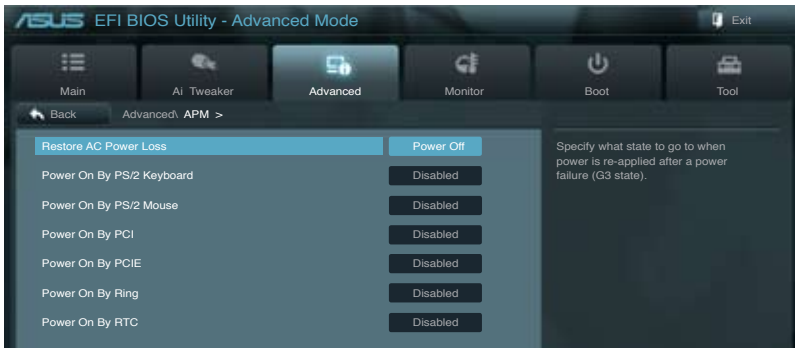 ASUS EFI BIOS Utility - Advanced Mode Exit
Main Ai Tweaker Advanced Monitor Boot Tool
Back Advanced\ APM >
Restore AC Power Loss Power Off
Power On By PS/2 Keyboard Disabled
Power On By PS/2 Mouse Disabled
Power On By PCI Disabled
Power On By PCIE Disabled
Power On By Ring Disabled
Power On By RTC Disabled
Specify what state to go to when
power is re-applied after a power
failure (G3 state).